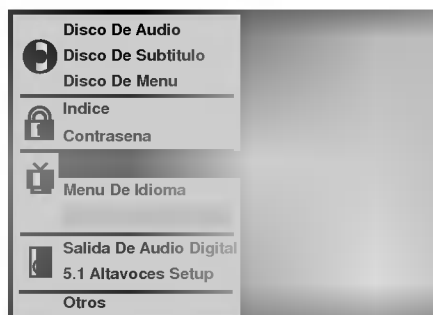 Disco De Audio
Disco De Subtitulo
Disco De Menu
Indice
Contrasena
Menu De Idioma
Salida De Audio Digital
5.1 Altavoces Setup
Otros